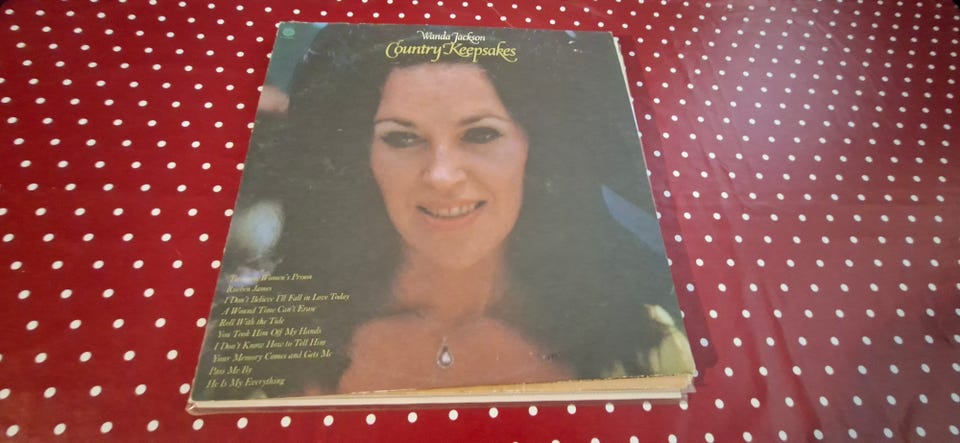 Wanda Jackson
Country Keepsakes
Women's Prison
Rueben James
I Don't Believe I'll Fall in Love Today
A Wound Time Can't Erase
Roll With the Tide
You Took Him Off My Hands
I Don't Know How to Tell Him
Your Memory Comes and Gets Me
Pass Me By
He Is My Everything